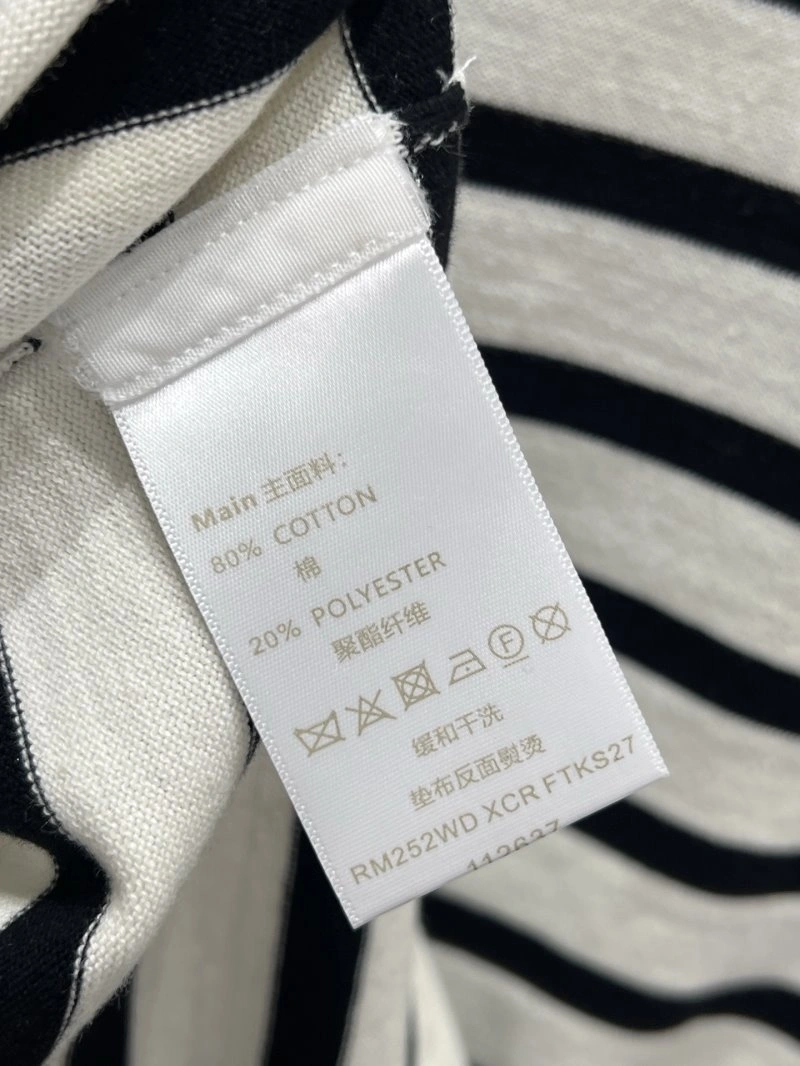 Main 主面料：
80% COTTON
棉
20% POLYESTER
聚酯纤维
F
缓和干洗
垫布反面熨烫
RM252WD XCR FTKS27